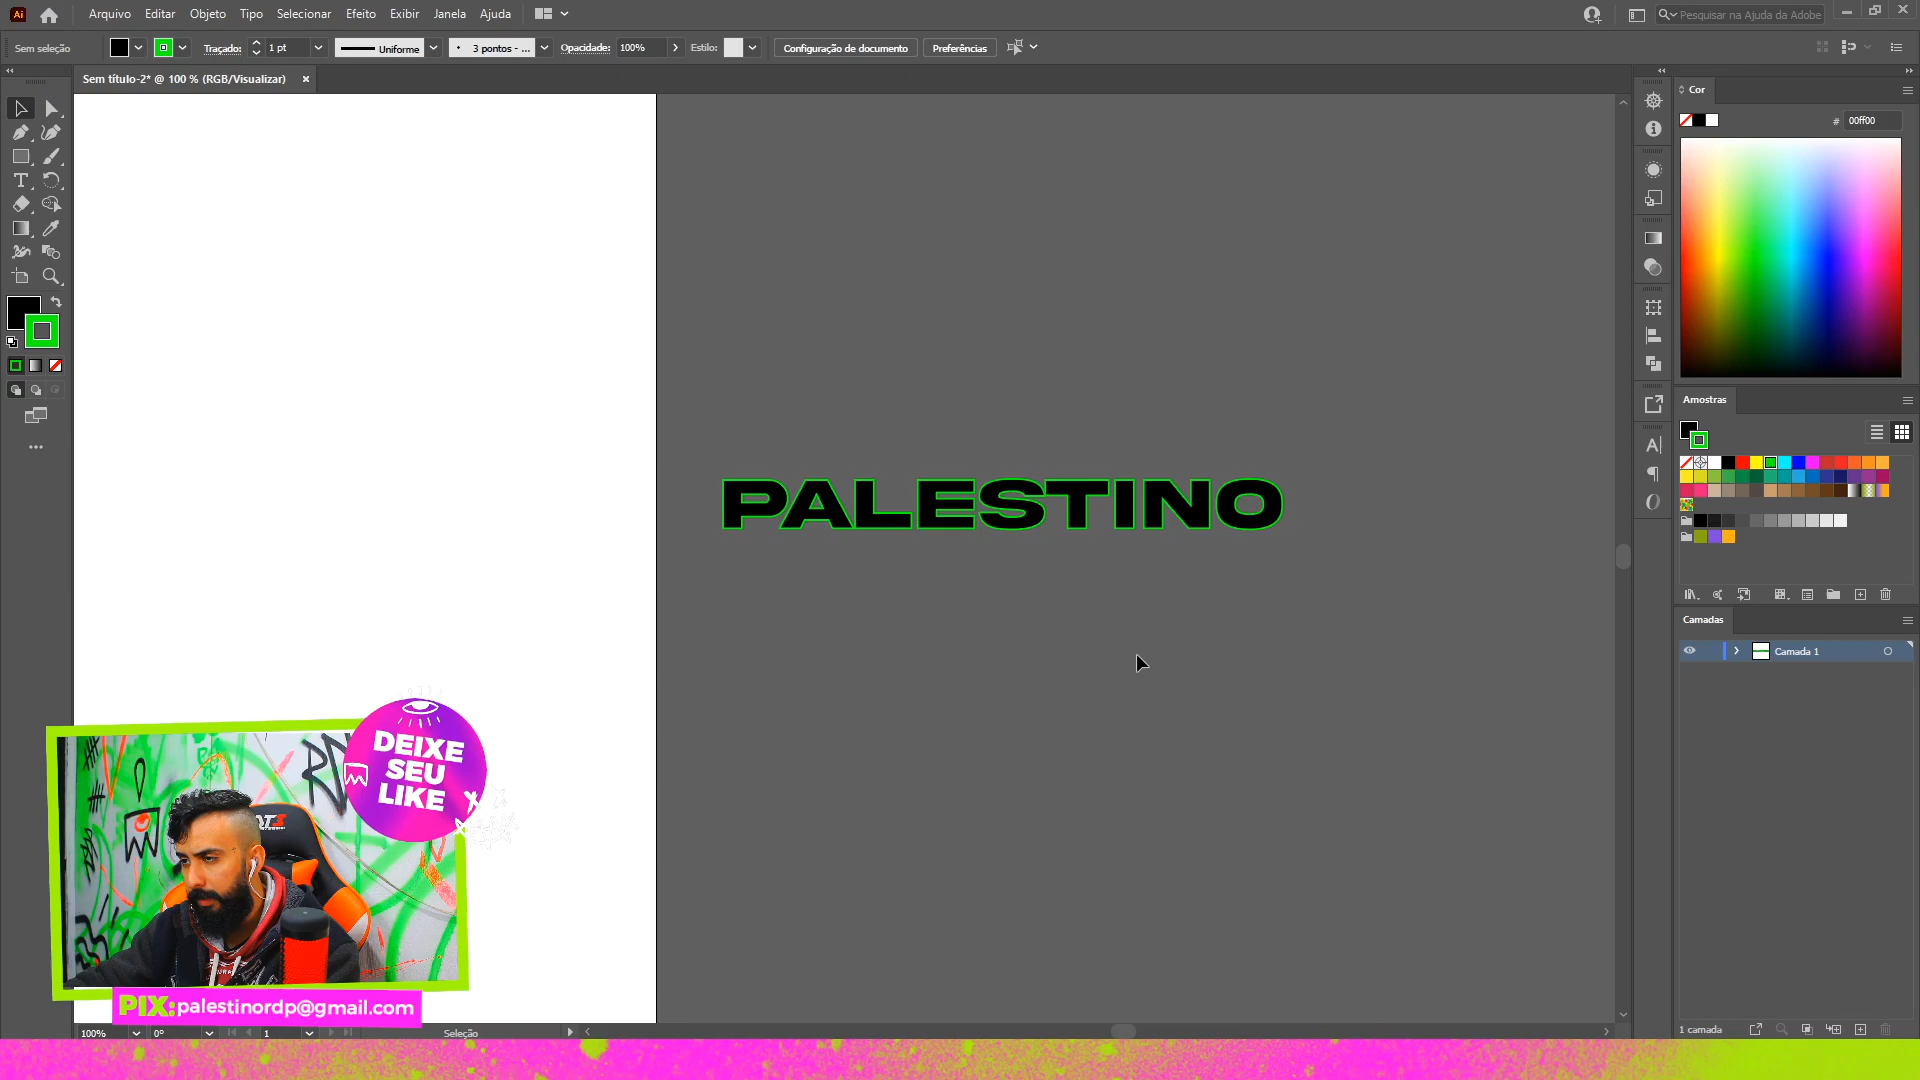 Ai Arquivo Editar Objeto Tipo Selecionar Efeito Exibir Janela Ajuda Pesquisar na Ajuda da Adobe
Sem seleção Traçado: 1 pt Uniforme 3 pontos - ... Opacidade: 100% Estilo: Configuração de documento Preferências
Sem título-2* @ 100 % (RGB/Visualizar) ×
Cor
# 00ff00
Amostras
PALESTINO
Camadas
Camada 1
DEIXE
SEU
LIKE
PIX:palestinordp@gmail.com
100% 0° 1 Seleção
1 camada